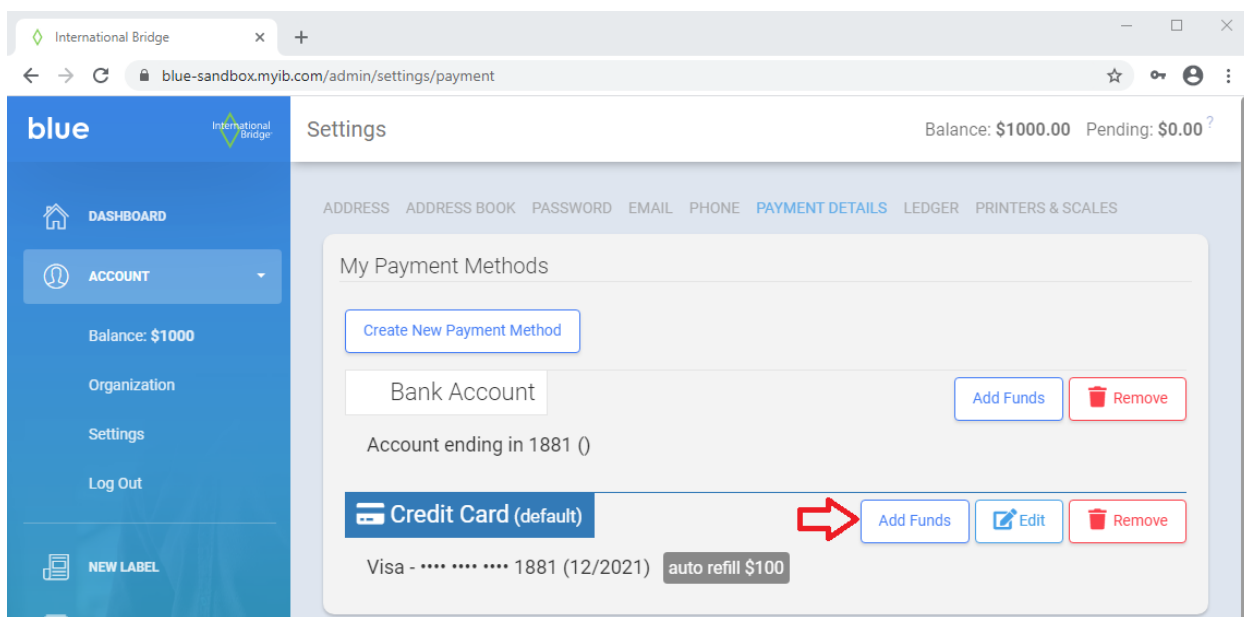 International Bridge
blue-sandbox.myib.com/admin/settings/payment
blue
International
Bridge
Settings
Balance: $1000.00 Pending: $0.00 ?
DASHBOARD
ACCOUNT
Balance: $1000
Organization
Settings
Log Out
NEW LABEL
ADDRESS ADDRESS BOOK PASSWORD EMAIL PHONE PAYMENT DETAILS LEDGER PRINTERS & SCALES
My Payment Methods
Create New Payment Method
Bank Account
Add Funds Remove
Account ending in 1881 ()
Credit Card (default)
Add Funds Edit Remove
Visa - •••• •••• •••• 1881 (12/2021) auto refill $100